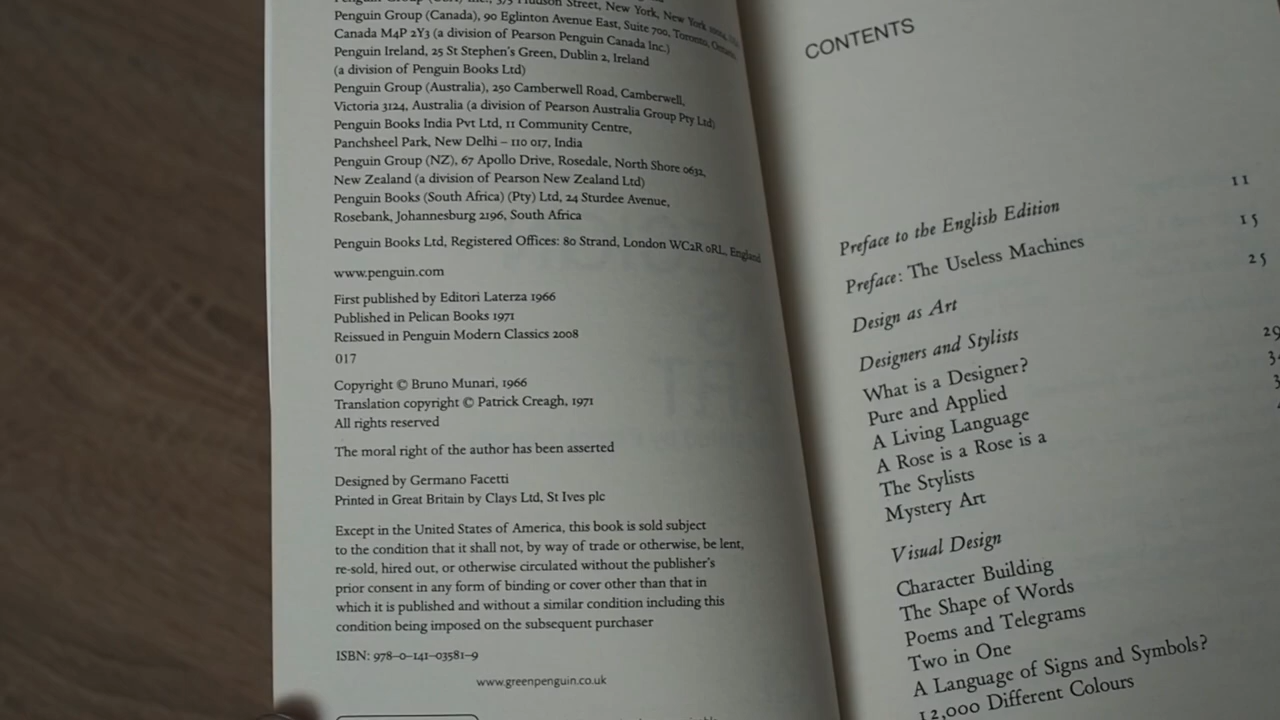 Street, New York, New York
Penguin Group (Canada), 90 Eglinton Avenue East, Suite 700, Toronto, Ontario,
Canada M4P 2Y3 (a division of Pearson Penguin Canada Inc.)
Penguin Ireland, 25 St Stephen's Green, Dublin 2, Ireland
(a division of Penguin Books Ltd)
Penguin Group (Australia), 250 Camberwell Road, Camberwell,
Victoria 3124, Australia (a division of Pearson Australia Group Pty Ltd)
Penguin Books India Pvt Ltd, 11 Community Centre,
Panchsheel Park, New Delhi – 110 017, India
Penguin Group (NZ), 67 Apollo Drive, Rosedale, North Shore 0632,
New Zealand (a division of Pearson New Zealand Ltd)
Penguin Books (South Africa) (Pty) Ltd, 24 Sturdee Avenue,
Rosebank, Johannesburg 2196, South Africa
Penguin Books Ltd, Registered Offices: 80 Strand, London WC2R 0RL, England
www.penguin.com
First published by Editori Laterza 1966
Published in Pelican Books 1971
Reissued in Penguin Modern Classics 2008
017
Copyright © Bruno Munari, 1966
Translation copyright © Patrick Creagh, 1971
All rights reserved
The moral right of the author has been asserted
Designed by Germano Facetti
Printed in Great Britain by Clays Ltd, St Ives plc
Except in the United States of America, this book is sold subject
to the condition that it shall not, by way of trade or otherwise, be lent,
re-sold, hired out, or otherwise circulated without the publisher's
prior consent in any form of binding or cover other than that in
which it is published and without a similar condition including this
condition being imposed on the subsequent purchaser
ISBN: 978-0-141-03581-9
www.greenpenguin.co.uk
CONTENTS
Preface to the English Edition 11
Preface: The Useless Machines 15
Design as Art 25
Designers and Stylists
What is a Designer? 29
Pure and Applied
A Living Language
A Rose is a Rose is a
The Stylists
Mystery Art
Visual Design
Character Building
The Shape of Words
Poems and Telegrams
Two in One
A Language of Signs and Symbols?
12,000 Different Colours